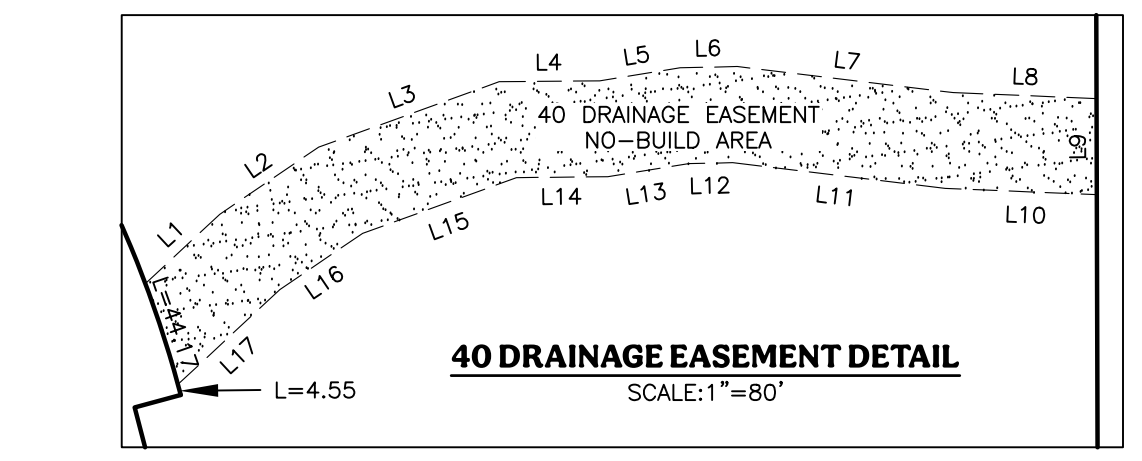 L1
L2
L3
L4
L5
L6
L7
L8
40 DRAINAGE EASEMENT
NO-BUILD AREA
L9
L10
L11
L12
L13
L14
L15
L16
L17
L=44.17
L=4.55
40 DRAINAGE EASEMENT DETAIL
SCALE:1"=80'